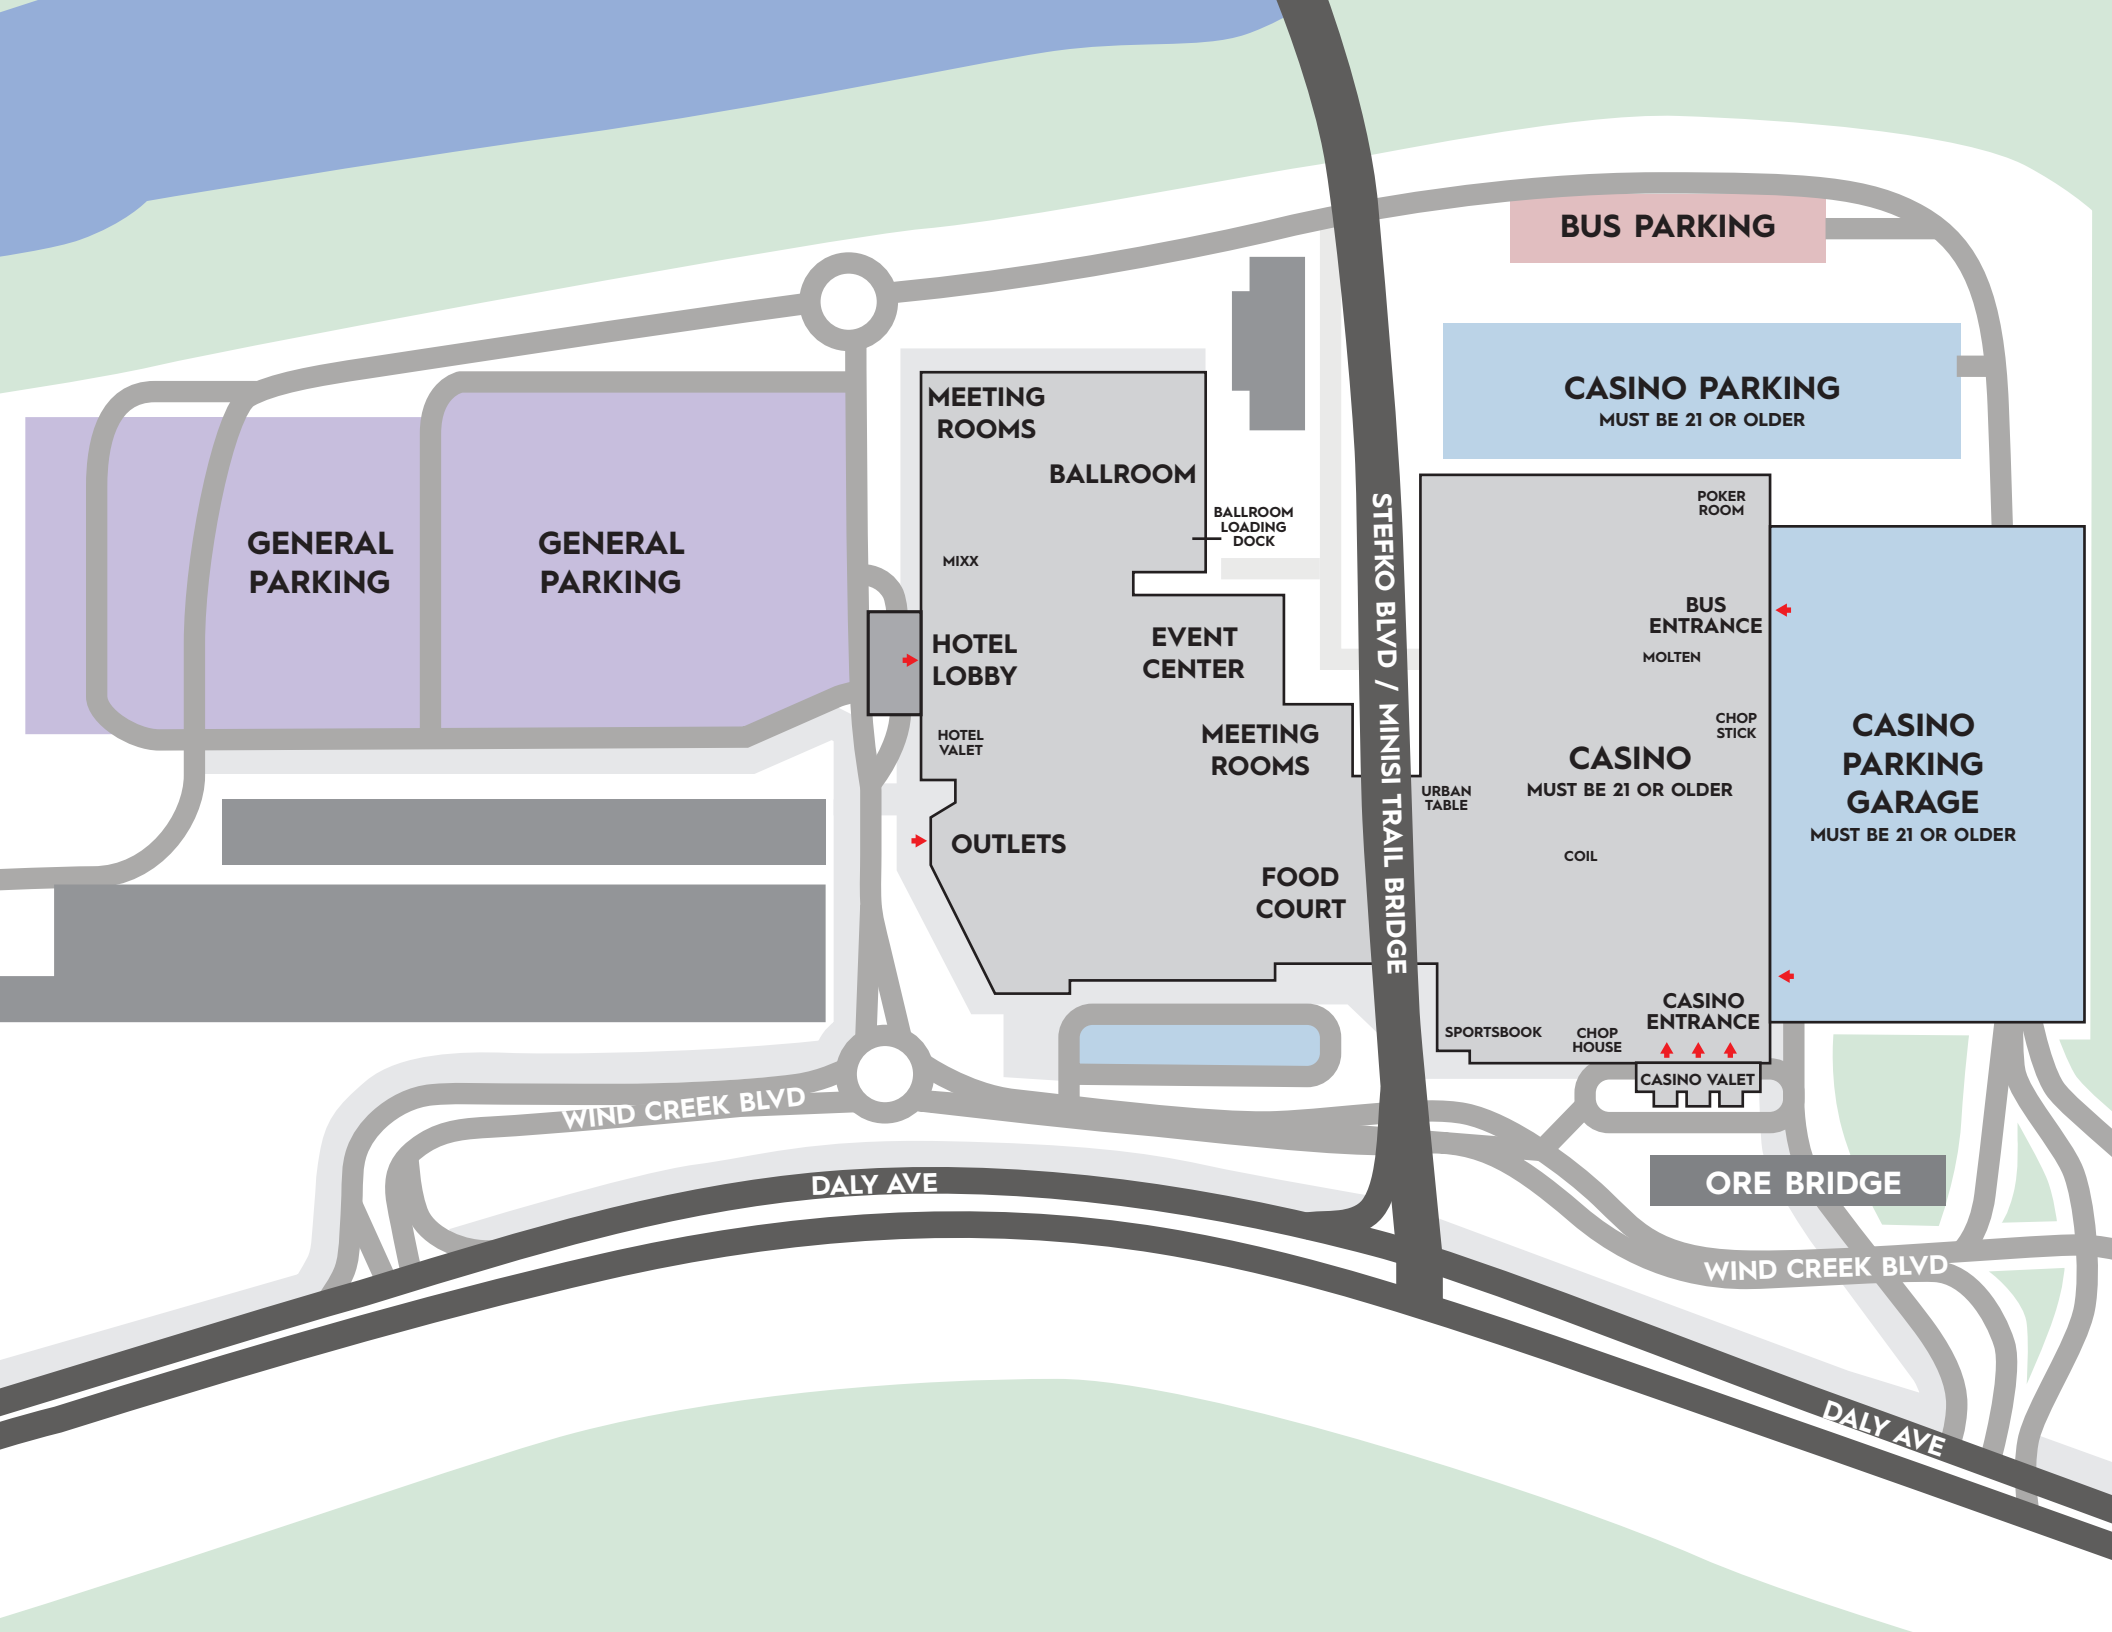 BUS PARKING
CASINO PARKING
MUST BE 21 OR OLDER
MEETING
ROOMS
BALLROOM
BALLROOM
LOADING
DOCK
POKER
ROOM
GENERAL
PARKING
GENERAL
PARKING
MIXX
HOTEL
LOBBY
HOTEL
VALET
EVENT
CENTER
MEETING
ROOMS
OUTLETS
FOOD
COURT
STEFKO BLVD / MINISI TRAIL BRIDGE
BUS
ENTRANCE
MOLTEN
CHOP
STICK
CASINO
MUST BE 21 OR OLDER
URBAN
TABLE
COIL
CASINO
PARKING
GARAGE
MUST BE 21 OR OLDER
CASINO
ENTRANCE
SPORTSBOOK
CHOP
HOUSE
CASINO VALET
WIND CREEK BLVD
DALY AVE
ORE BRIDGE
WIND CREEK BLVD
DALY AVE